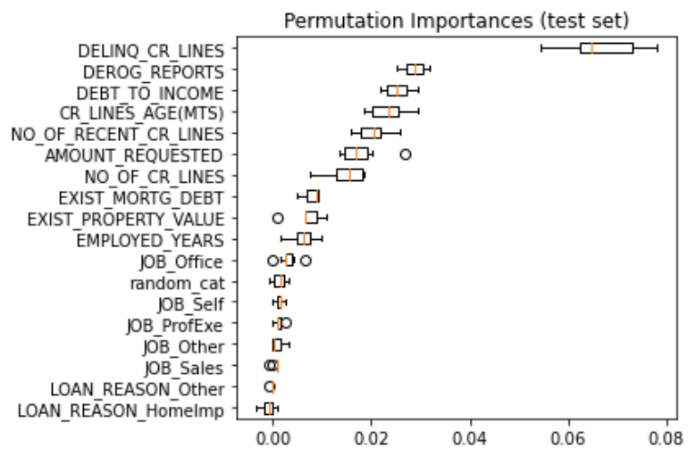 Permutation Importances (test set)
DELINQ_CR_LINES
DEROG_REPORTS
DEBT_TO_INCOME
CR_LINES_AGE(MTS)
NO_OF_RECENT_CR_LINES
AMOUNT_REQUESTED
NO_OF_CR_LINES
EXIST_MORTG_DEBT
EXIST_PROPERTY_VALUE
EMPLOYED_YEARS
JOB_Office
random_cat
JOB_Self
JOB_ProfExe
JOB_Other
JOB_Sales
LOAN_REASON_Other
LOAN_REASON_HomeImp
0.00 0.02 0.04 0.06 0.08